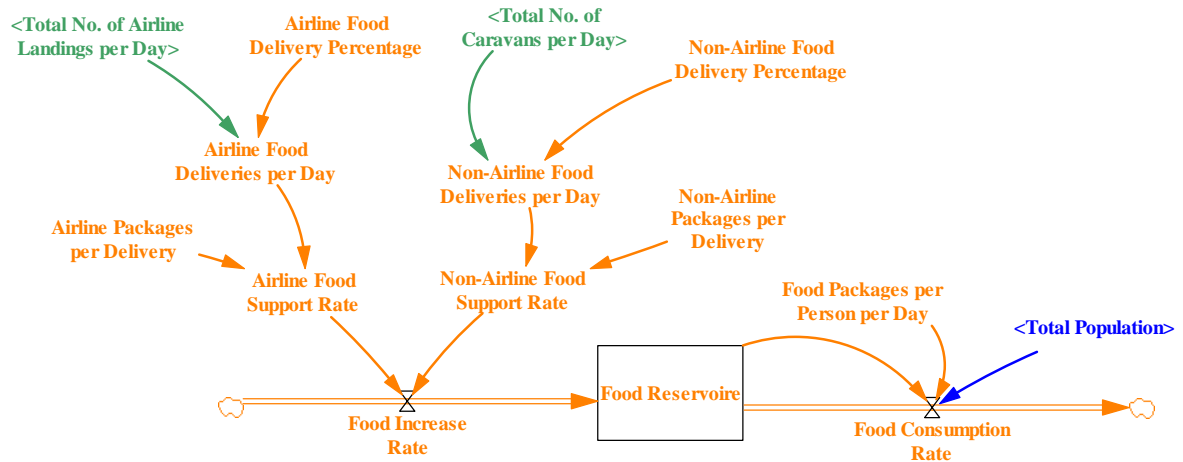 <Total No. of Airline
Landings per Day>
Airline Food
Delivery Percentage
<Total No. of
Caravans per Day>
Non-Airline Food
Delivery Percentage
Airline Food
Deliveries per Day
Non-Airline Food
Deliveries per Day
Airline Packages
per Delivery
Non-Airline
Packages per
Delivery
Airline Food
Support Rate
Non-Airline Food
Support Rate
Food Packages per
Person per Day
<Total Population>
Food Reservoire
Food Increase
Rate
Food Consumption
Rate